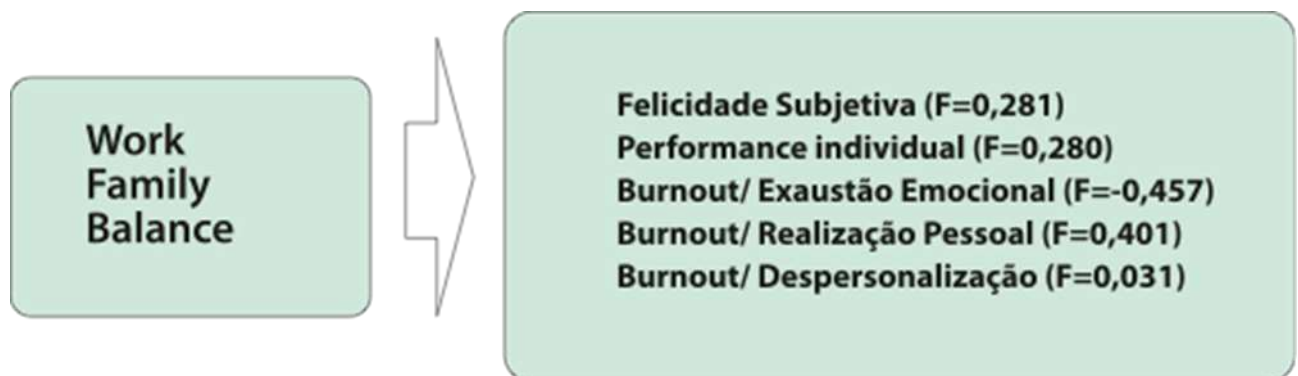 Work
Family
Balance
Felicidade Subjetiva (F=0,281)
Performance individual (F=0,280)
Burnout/ Exaustão Emocional (F=-0,457)
Burnout/ Realização Pessoal (F=0,401)
Burnout/ Despersonalização (F=0,031)